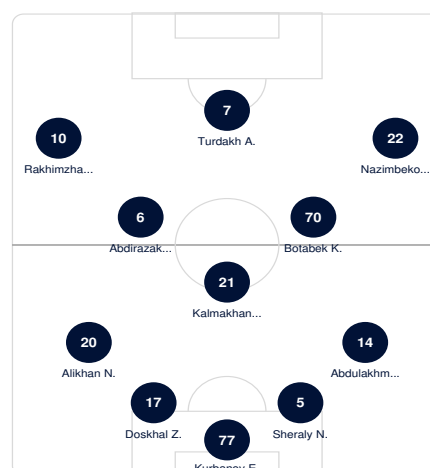 7
Turdakh A.
10
22
Rakhimzha...
Nazimbeko...
6
70
Abdirazak...
Botabek K.
21
Kalmakhan...
20
14
Alikhan N.
Abdulakhm...
17
5
Doskhal Z.
Sheraly N.
77